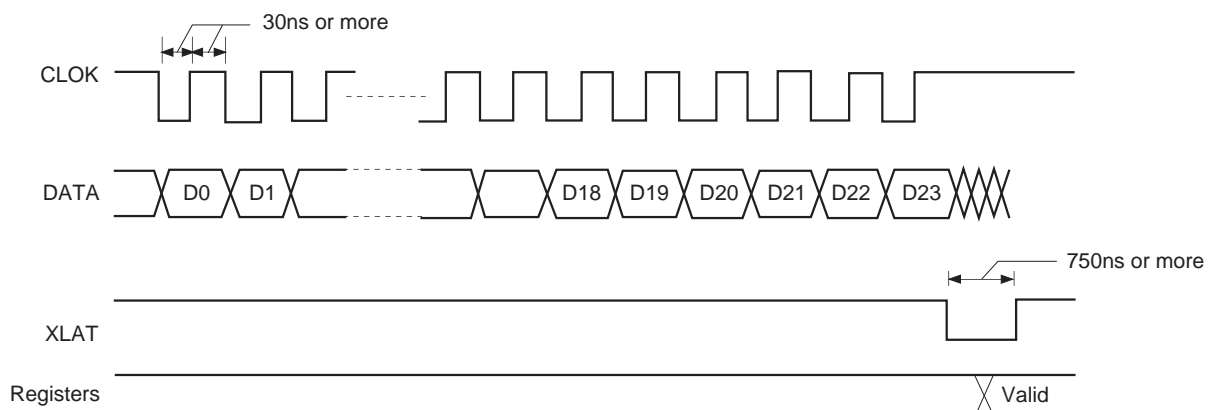 30ns or more
CLOK
DATA
D0 D1 D18 D19 D20 D21 D22 D23
750ns or more
XLAT
Registers
Valid